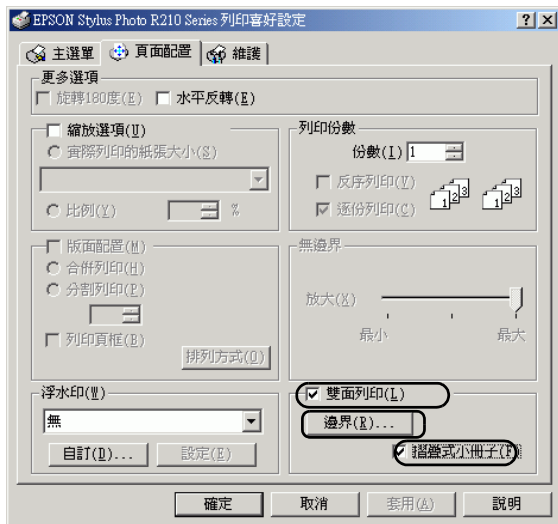 EPSON Stylus Photo R210 Series 列印喜好設定
主選單 頁面配置 維護
更多選項
旋轉180度(E) 水平反轉(E)
縮放選項(U)
實際列印的紙張大小(S)
比例(Y) %
列印份數
份數(I) 1
反序列印(V)
逐份列印(C)
1 2 3 1 2 3
版面配置(M)
合併列印(H)
分割列印(P)
列印頁框(B)
排列方式(O)
無邊界
放大(X)
最小 最大
浮水印(W)
無
自訂(D)... 設定(E)
雙面列印(L)
邊界(R)...
摺疊式小冊子(F)
確定 取消 套用(A) 說明